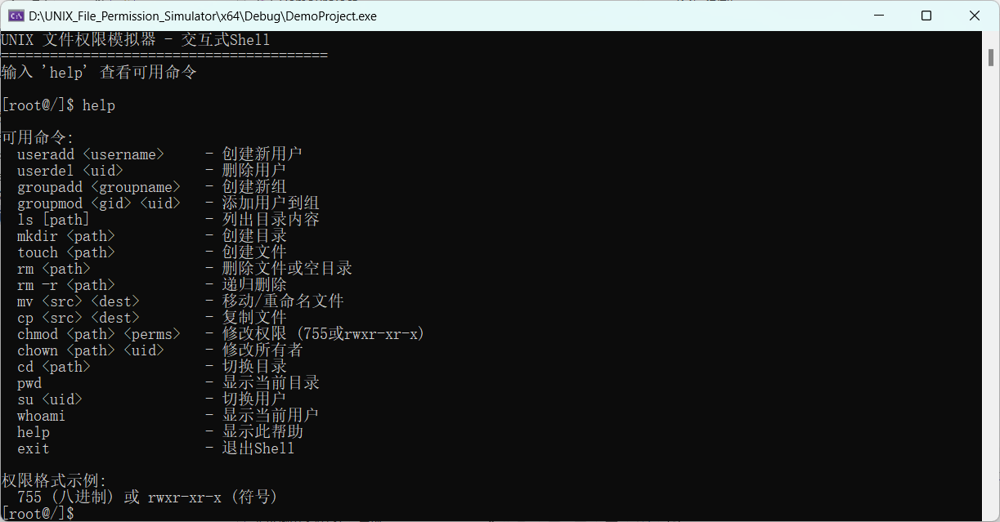 D:\UNIX_File_Permission_Simulator\x64\Debug\DemoProject.exe
UNIX 文件权限模拟器 - 交互式Shell
========================================
输入 'help' 查看可用命令
[root@/]$ help
可用命令:
useradd <username> - 创建新用户
userdel <uid> - 删除用户
groupadd <groupname> - 创建新组
groupmod <gid> <uid> - 添加用户到组
ls [path] - 列出目录内容
mkdir <path> - 创建目录
touch <path> - 创建文件
rm <path> - 删除文件或空目录
rm -r <path> - 递归删除
mv <src> <dest> - 移动/重命名文件
cp <src> <dest> - 复制文件
chmod <path> <perms> - 修改权限 (755或rwxr-xr-x)
chown <path> <uid> - 修改所有者
cd <path> - 切换目录
pwd - 显示当前目录
su <uid> - 切换用户
whoami - 显示当前用户
help - 显示此帮助
exit - 退出Shell
权限格式示例:
755 (八进制) 或 rwxr-xr-x (符号)
[root@/]$